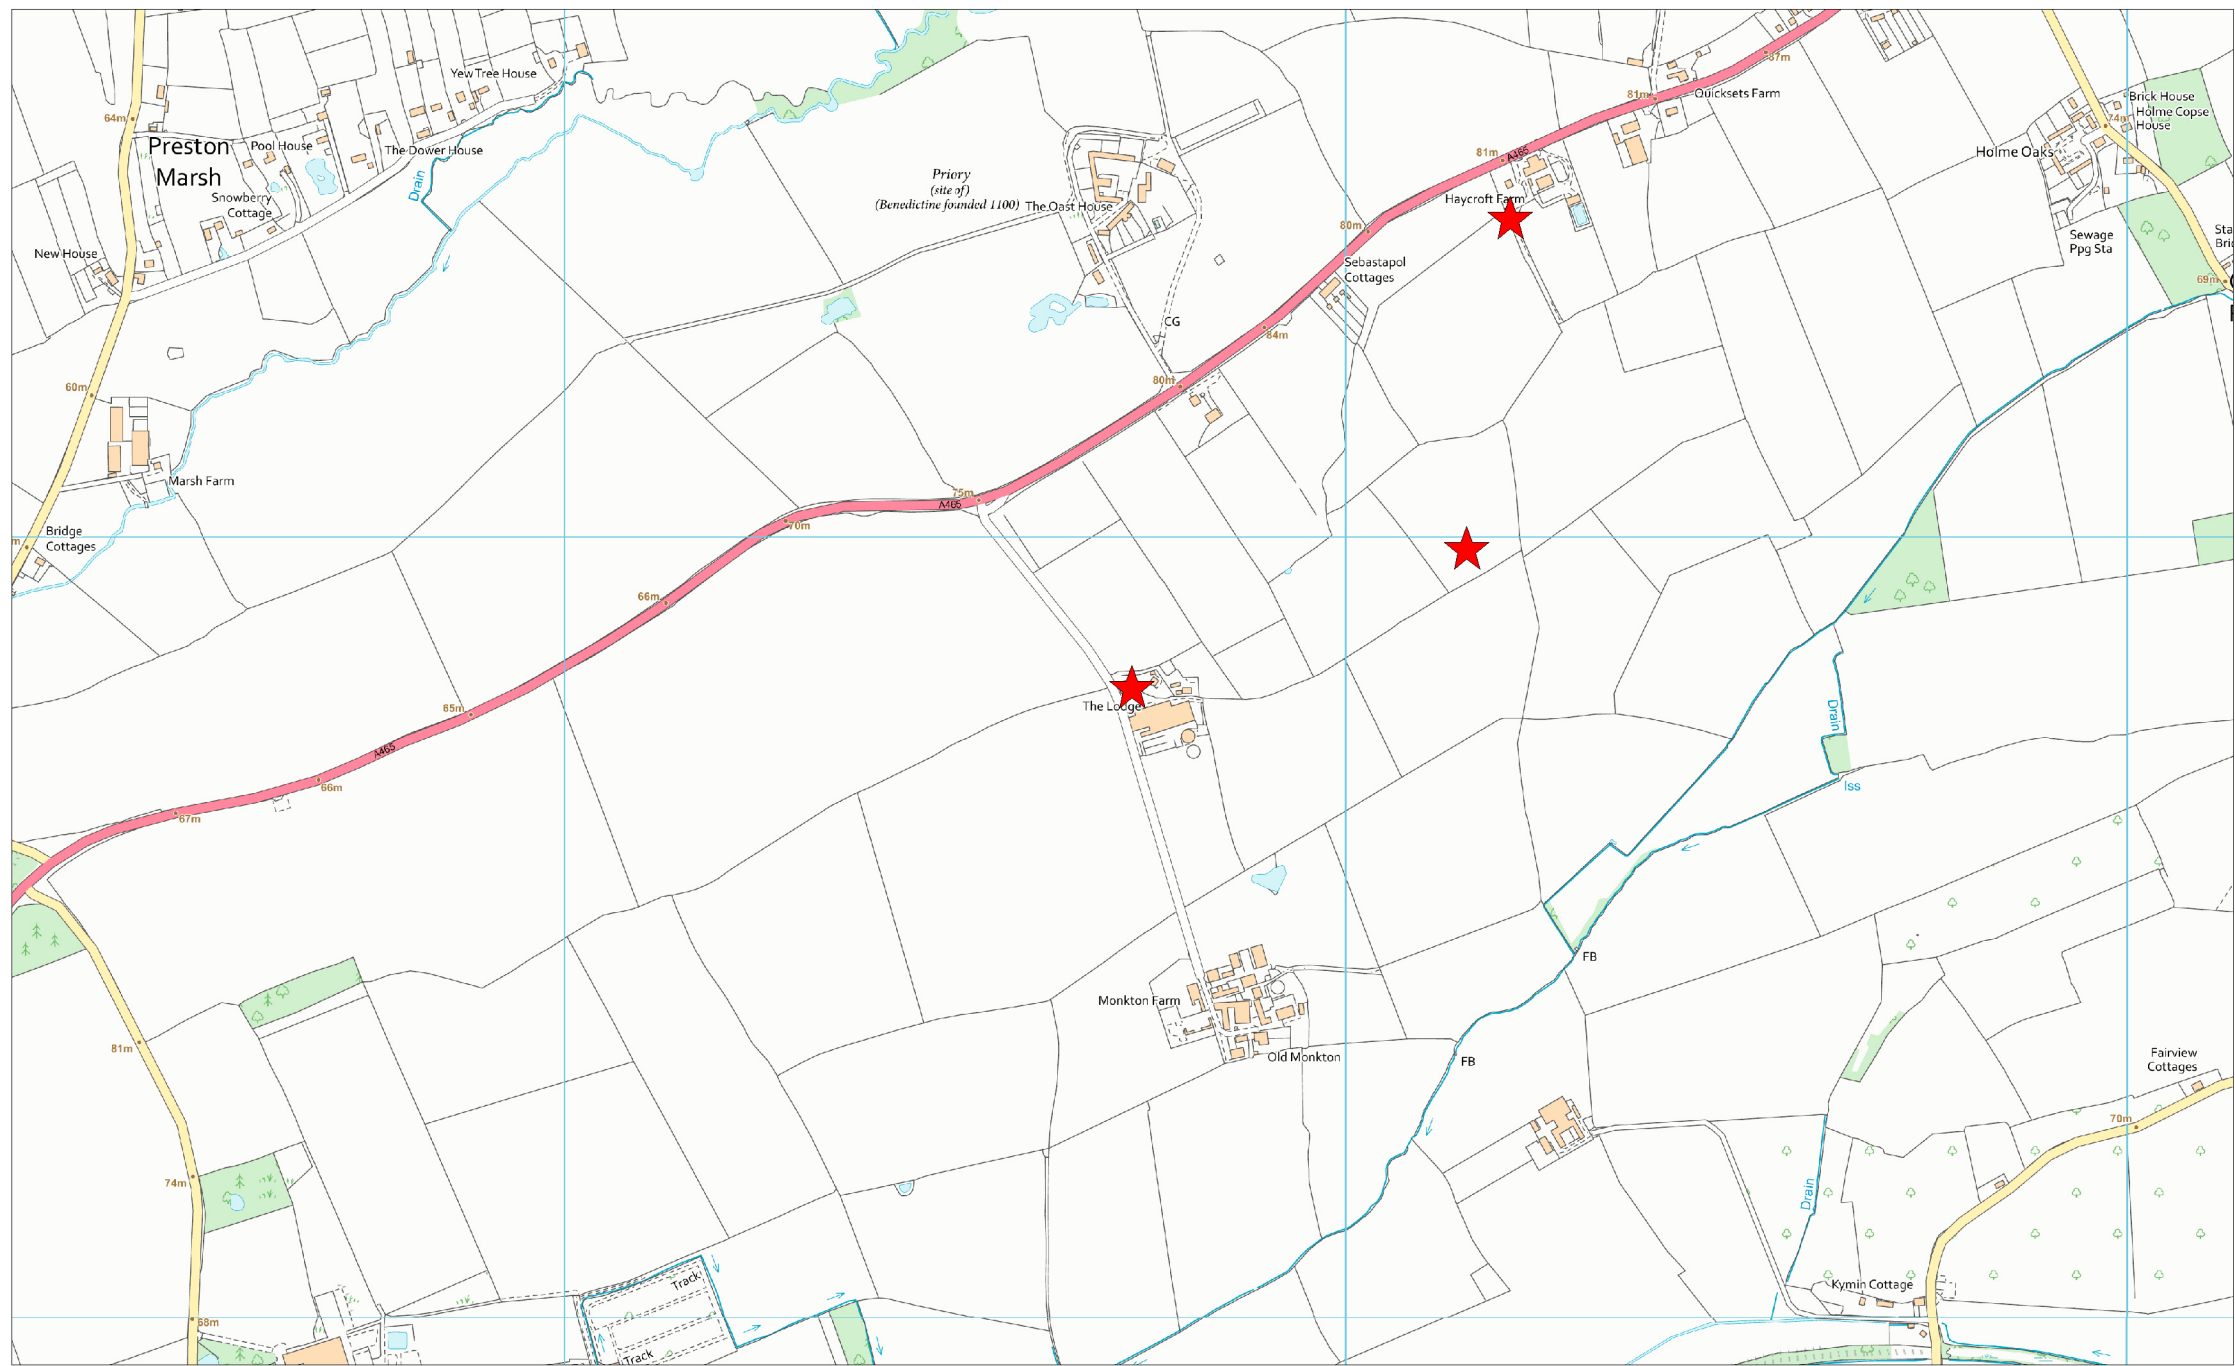 Yew Tree House
64m
Preston
Marsh
Pool House
The Dower House
Snowberry
Cottage
Drain
New House
60m
Marsh Farm
Bridge
Cottages
m
Priory
(site of)
(Benedictine founded 1100)
The Oast House
CG
87m
81m
Quicksets Farm
81m
A465
Haycroft Farm
80m
Sebastapol
Cottages
84m
80m
Brick House
Holme Copse
House
74m
Holme Oaks
Sewage
Ppg Sta
Sta
Bri
69m
75m
A465
70m
66m
65m
A465
66m
67m
The Lodge
Drain
Iss
FB
Monkton Farm
Old Monkton
FB
81m
74m
68m
Track
Track
Fairview
Cottages
70m
Drain
Kymin Cottage